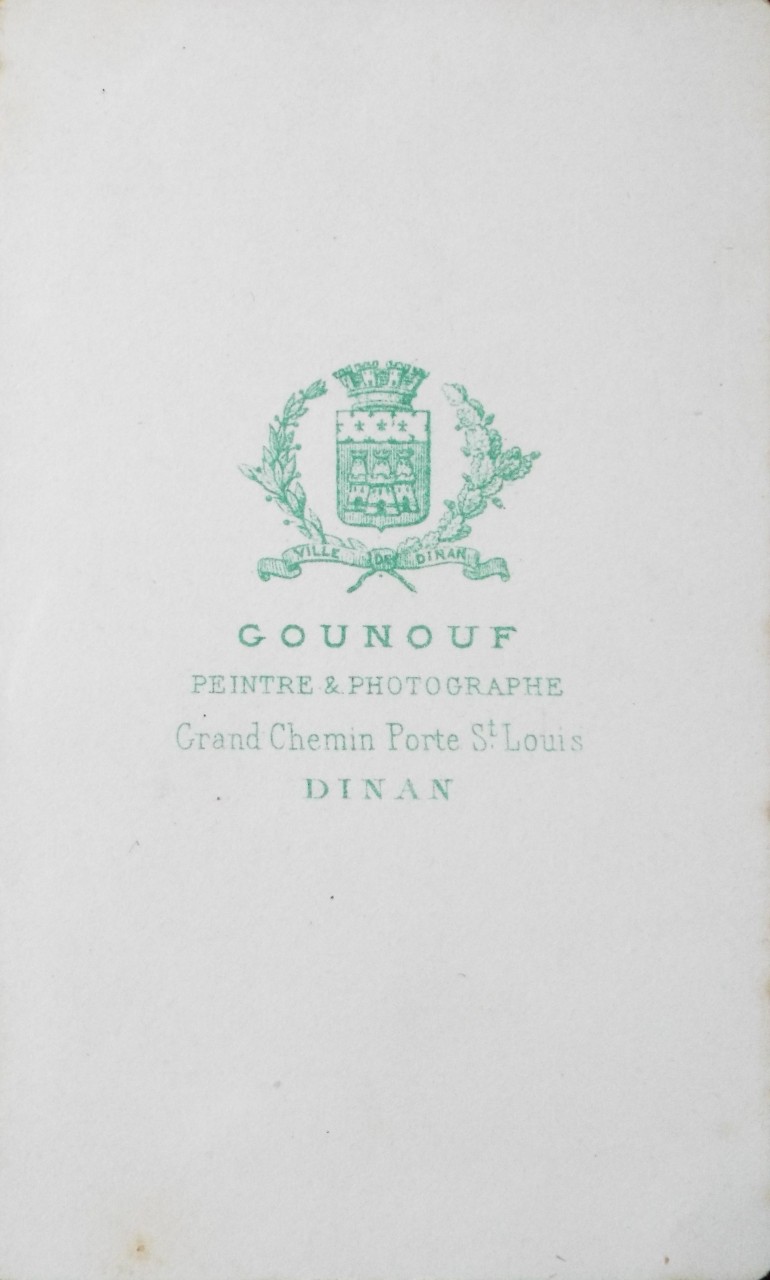 VILLE DE DINAN
GOUNOUF
PEINTRE & PHOTOGRAPHE
Grand Chemin Porte St. Louis
DINAN